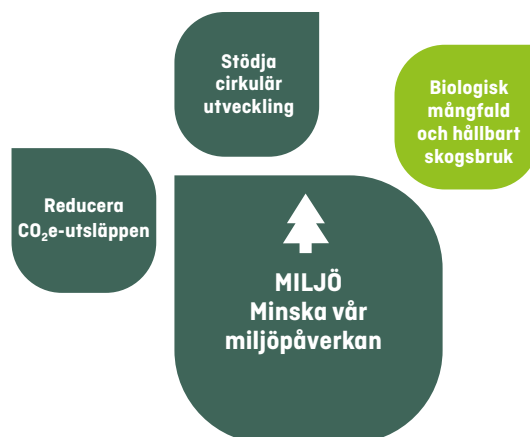 Stödja
cirkulär
utveckling
Biologisk
mångfald
och hållbart
skogsbruk
Reducera
CO₂e-utsläppen
MILJÖ
Minska vår
miljöpåverkan